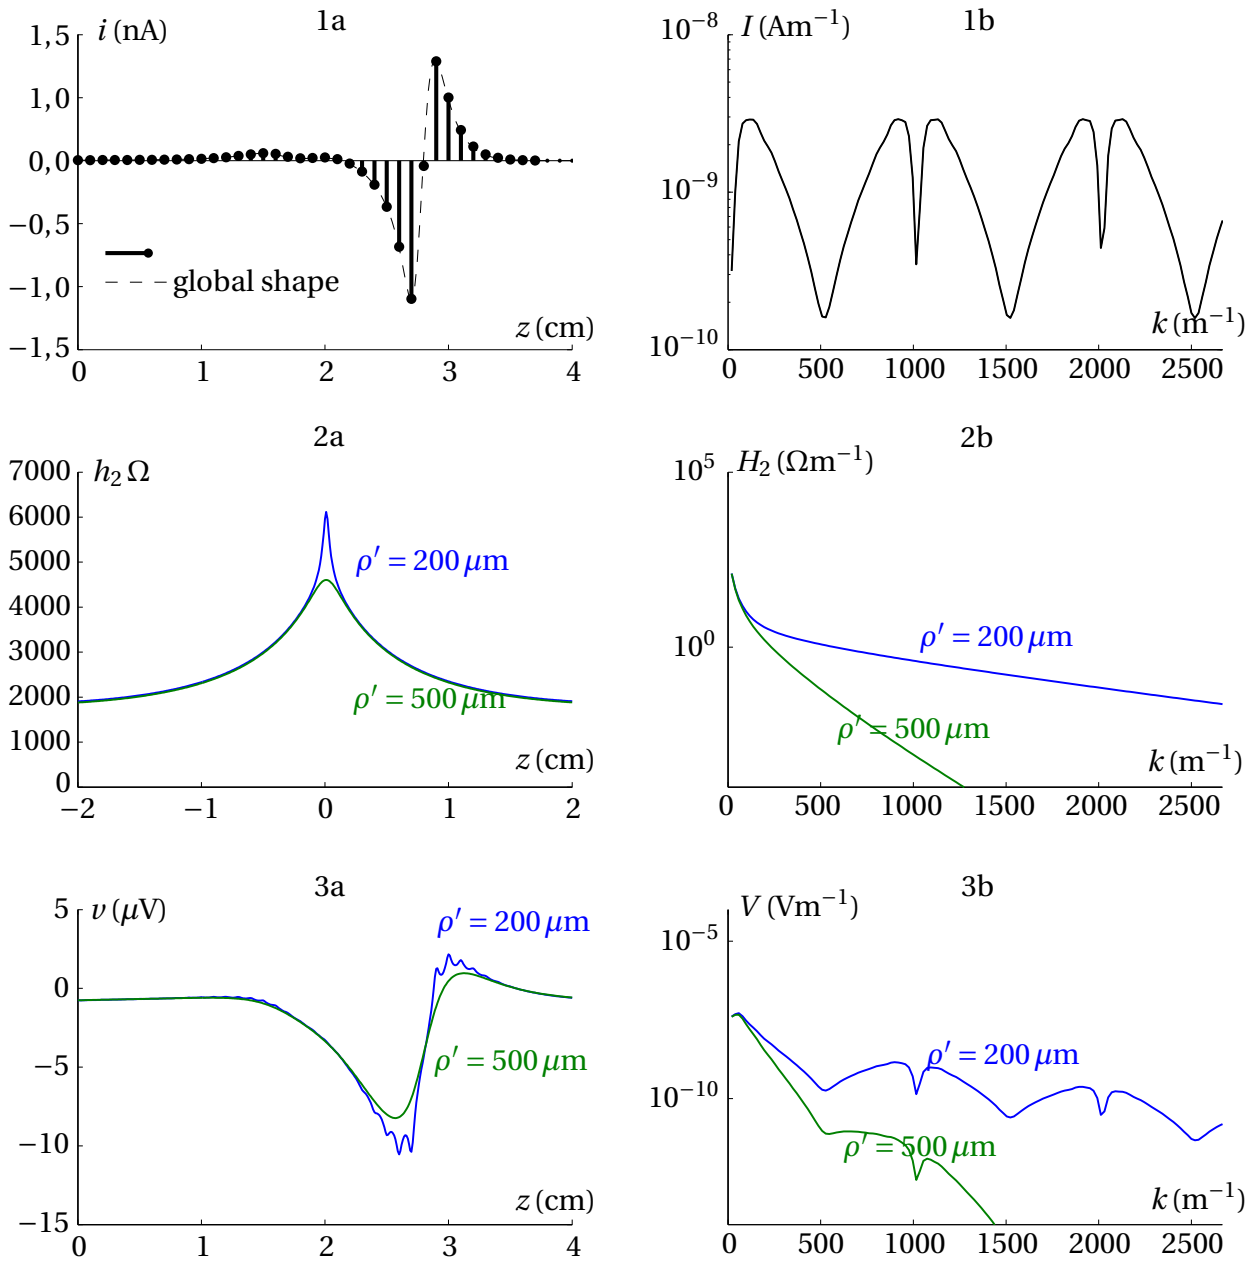 1a
i (nA)
1,5
1,0
0,0
−0,5
−1,0
−1,5
global shape
z (cm)
0 1 2 3 4
1b
10⁻⁸
I (Am⁻¹)
10⁻⁹
10⁻¹⁰
k (m⁻¹)
0 500 1000 1500 2000 2500
2a
7000
h₂ Ω
6000
5000
4000
3000
2000
1000
0
ρ′ = 200 μm
ρ′ = 500 μm
z (cm)
−2 −1 0 1 2
2b
10⁵
H₂ (Ωm⁻¹)
10⁰
ρ′ = 200 μm
ρ′ = 500 μm
k (m⁻¹)
0 500 1000 1500 2000 2500
3a
5
v (μV)
0
−5
−10
−15
ρ′ = 200 μm
ρ′ = 500 μm
z (cm)
0 1 2 3 4
3b
V (Vm⁻¹)
10⁻⁵
10⁻¹⁰
ρ′ = 200 μm
ρ′ = 500 μm
k (m⁻¹)
0 500 1000 1500 2000 2500